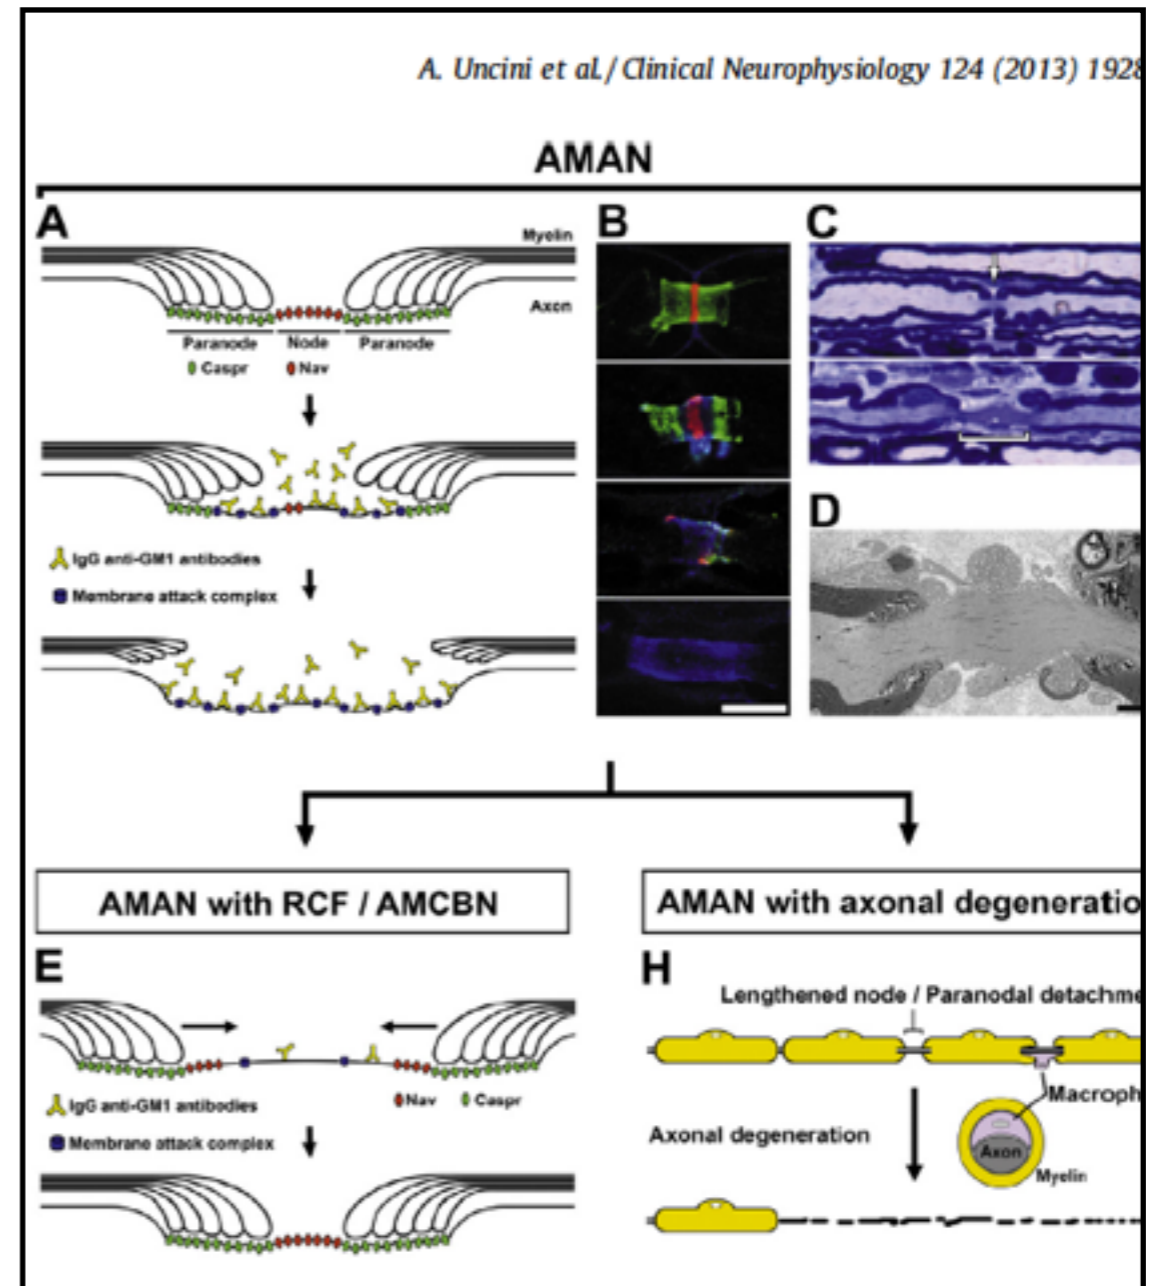 A. Uncini et al. / Clinical Neurophysiology 124 (2013) 1928
AMAN
A
Myelin
Axon
Paranode Node Paranode
Caspr Nav
IgG anti-GM1 antibodies
Membrane attack complex
B
C
D
AMAN with RCF / AMCBN
E
Nav Caspr
IgG anti-GM1 antibodies
Membrane attack complex
AMAN with axonal degeneratio
H
Lengthened node / Paranodal detachme
Macroph
Axonal degeneration
Axon
Myelin